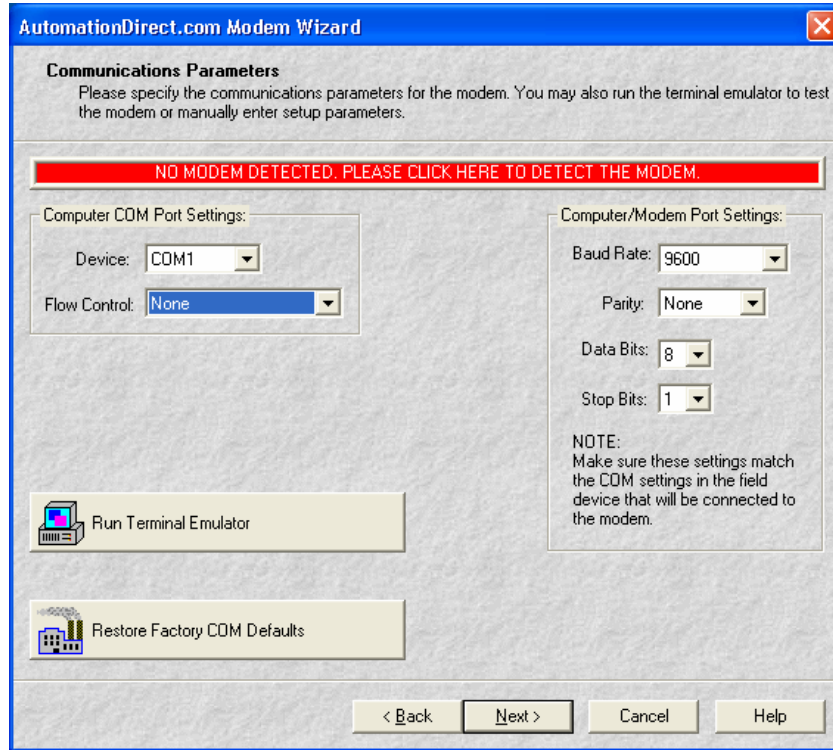 AutomationDirect.com Modem Wizard
Communications Parameters
Please specify the communications parameters for the modem. You may also run the terminal emulator to test
the modem or manually enter setup parameters.
NO MODEM DETECTED. PLEASE CLICK HERE TO DETECT THE MODEM.
Computer COM Port Settings:
Device: COM1
Flow Control: None
Computer/Modem Port Settings:
Baud Rate: 9600
Parity: None
Data Bits: 8
Stop Bits: 1
NOTE:
Make sure these settings match
the COM settings in the field
device that will be connected to
the modem.
Run Terminal Emulator
Restore Factory COM Defaults
< Back
Next >
Cancel
Help